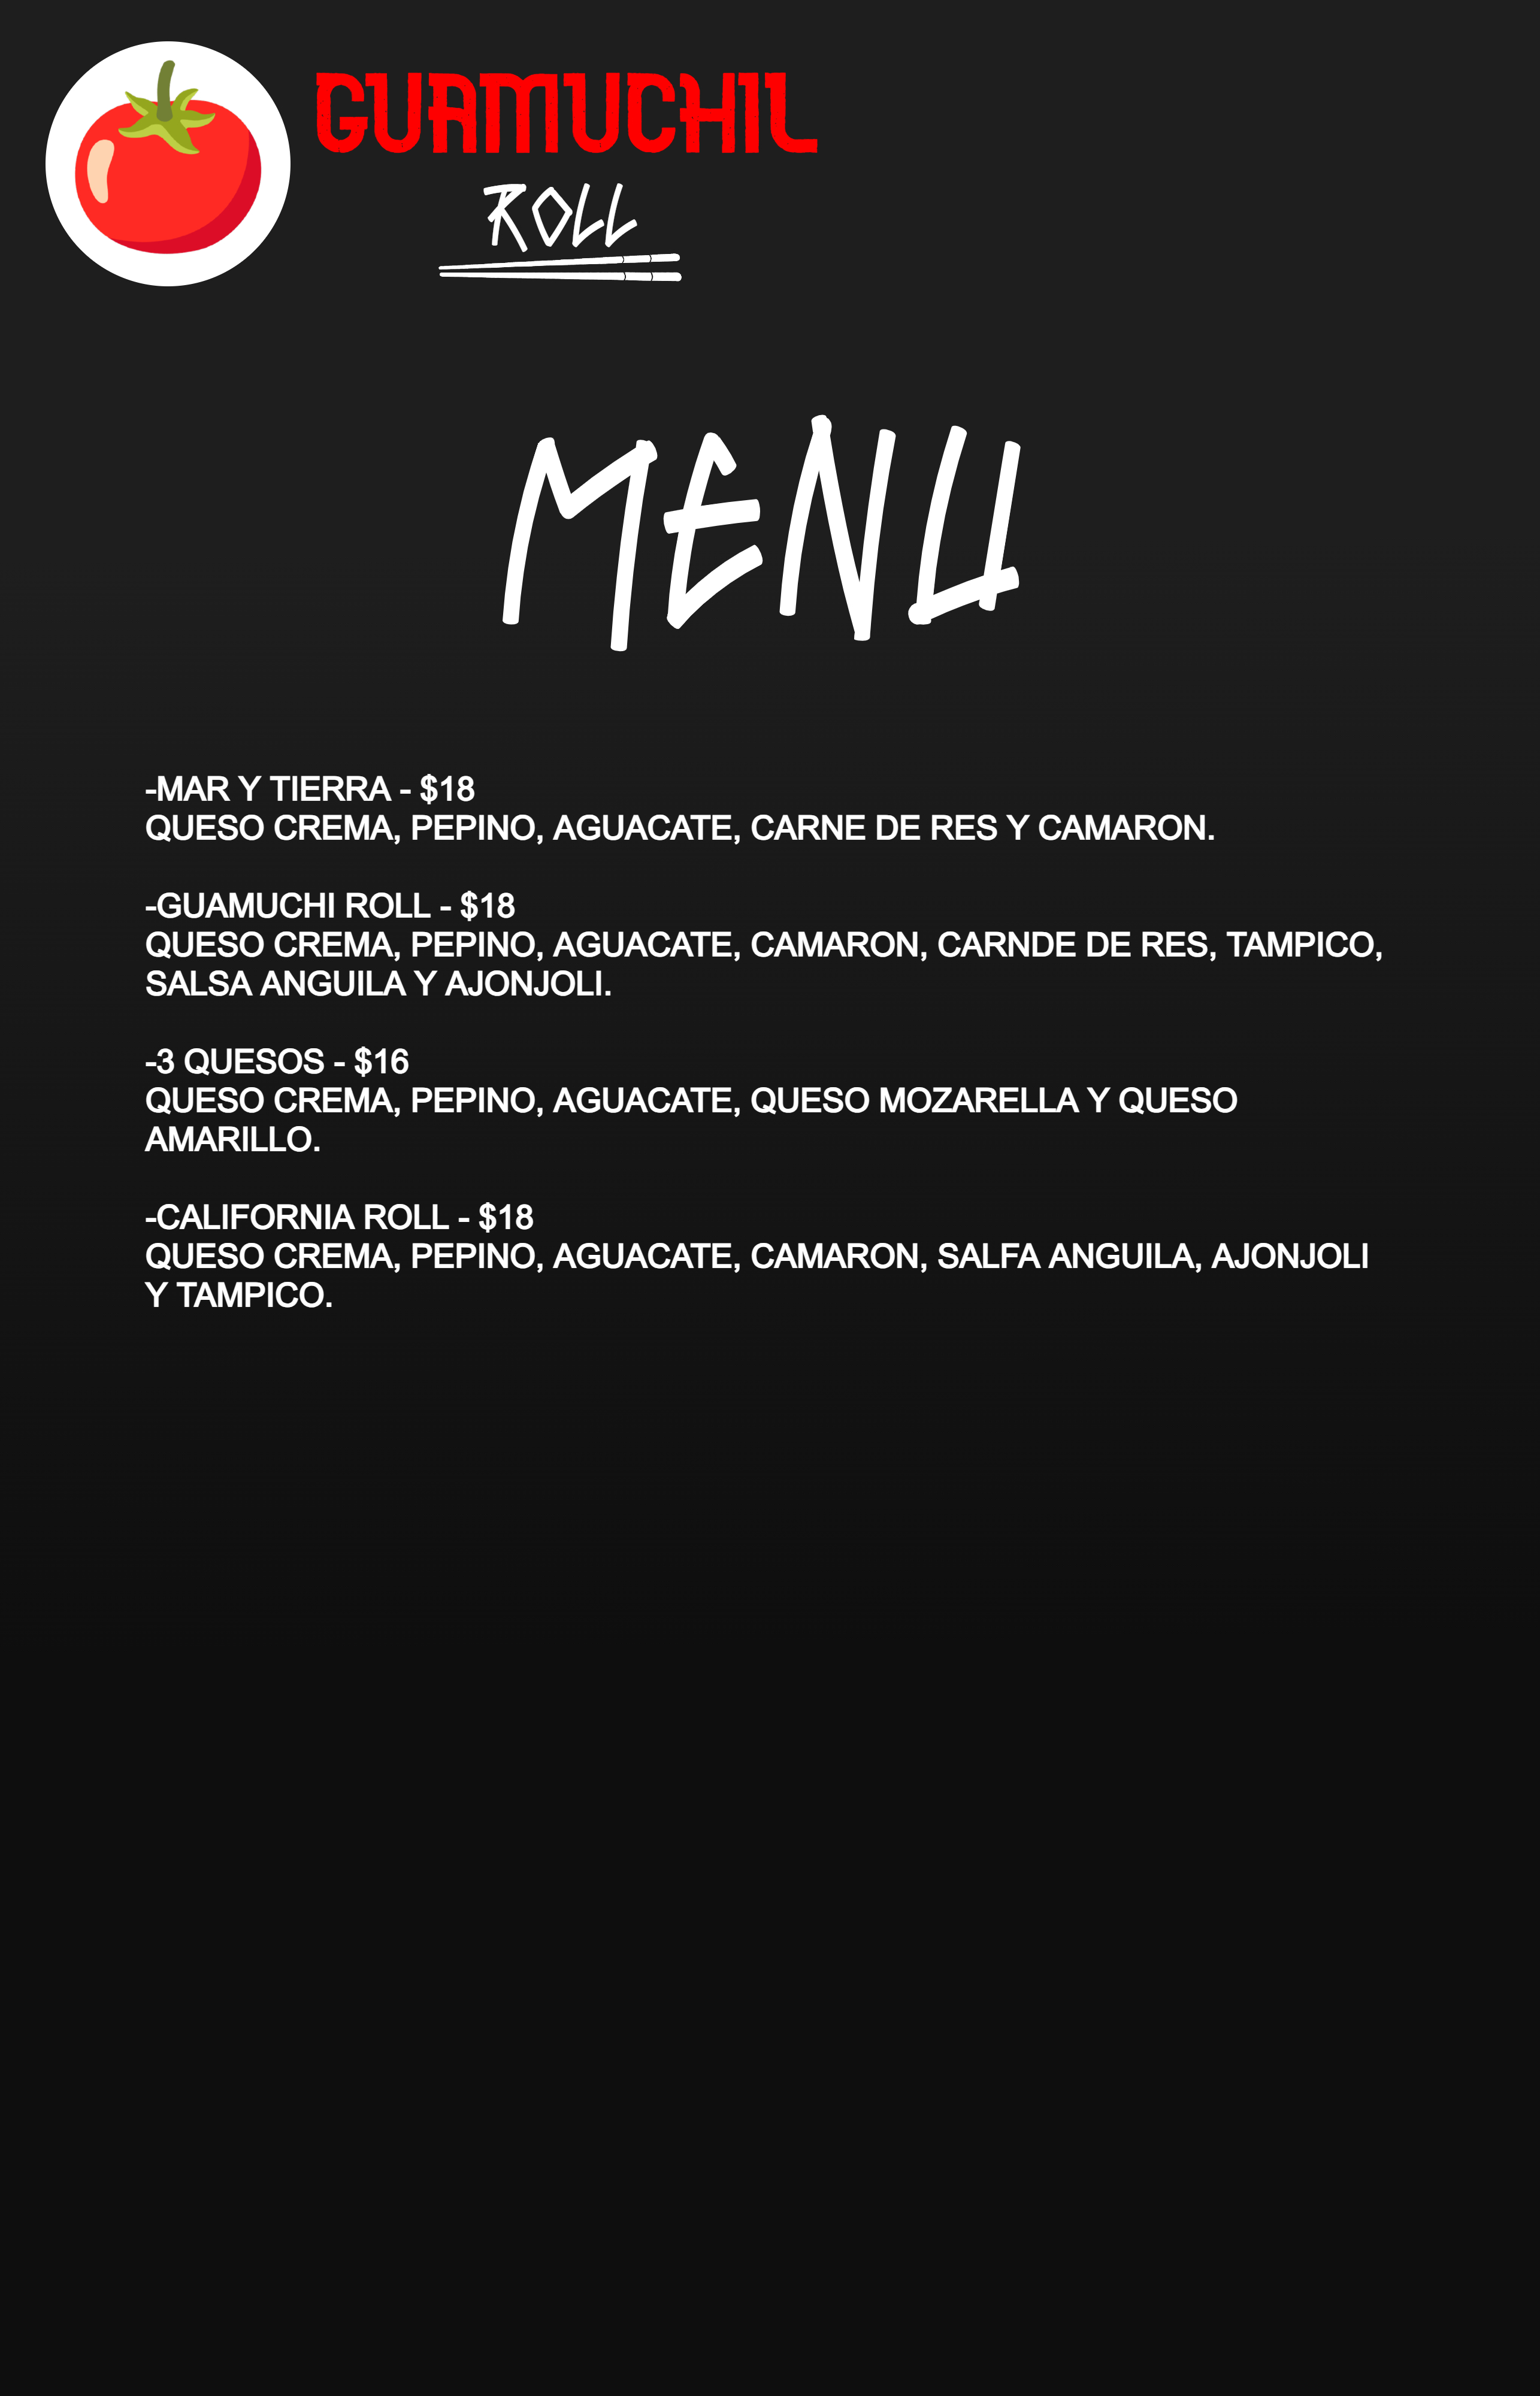 GUAMUCHIL
ROLL
MENU
-MAR Y TIERRA - $18
QUESO CREMA, PEPINO, AGUACATE, CARNE DE RES Y CAMARON.
-GUAMUCHI ROLL - $18
QUESO CREMA, PEPINO, AGUACATE, CAMARON, CARNDE DE RES, TAMPICO,
SALSA ANGUILA Y AJONJOLI.
-3 QUESOS - $16
QUESO CREMA, PEPINO, AGUACATE, QUESO MOZARELLA Y QUESO
AMARILLO.
-CALIFORNIA ROLL - $18
QUESO CREMA, PEPINO, AGUACATE, CAMARON, SALFA ANGUILA, AJONJOLI
Y TAMPICO.